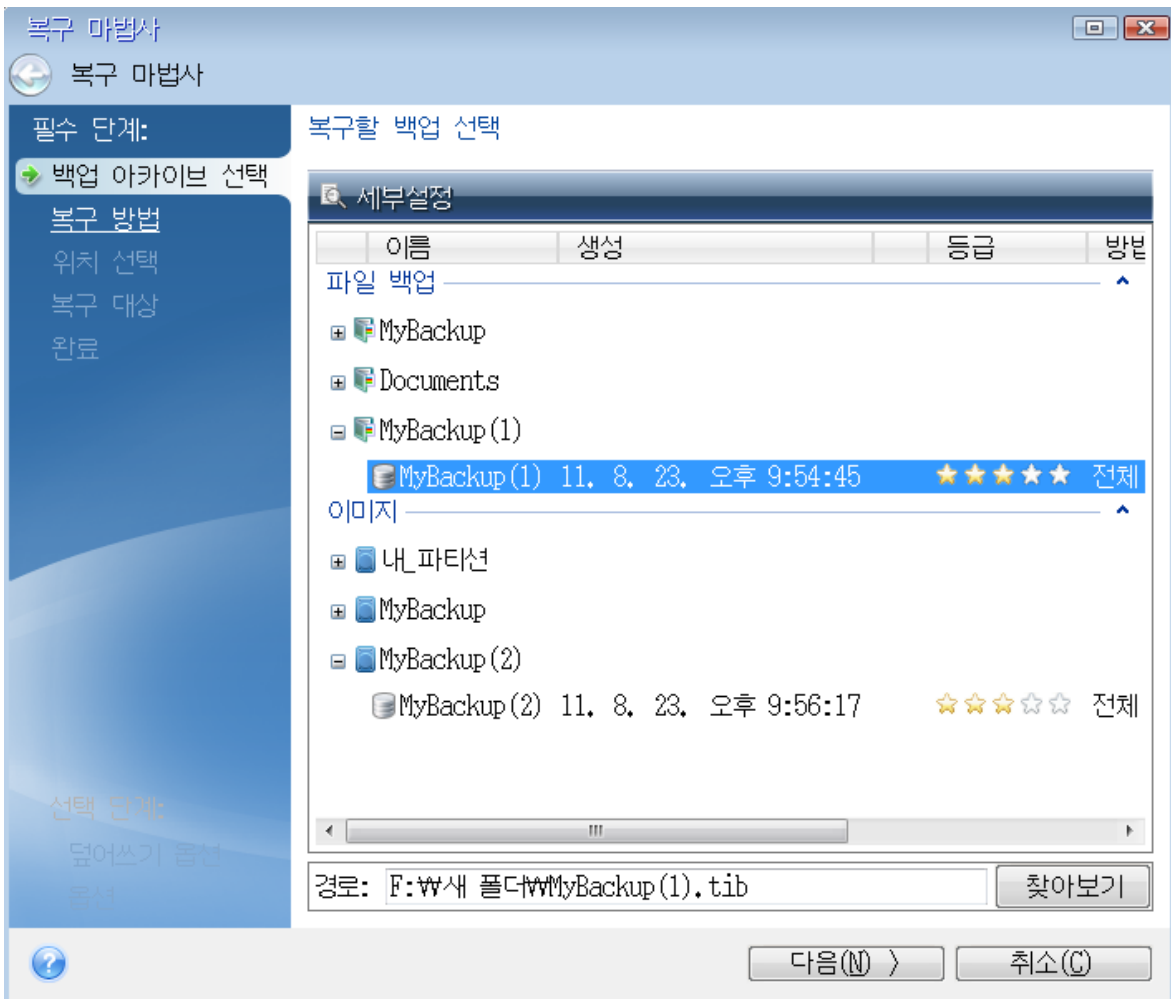 복구 마법사
복구 마법사
필수 단계:
백업 아카이브 선택
복구 방법
위치 선택
복구 대상
완료
선택 단계:
덮어쓰기 옵션
옵션
복구할 백업 선택
세부설정
이름 생성 등급 방법
파일 백업
MyBackup
Documents
MyBackup(1)
MyBackup(1) 11. 8. 23. 오후 9:54:45 전체
이미지
내_파티션
MyBackup
MyBackup(2)
MyBackup(2) 11. 8. 23. 오후 9:56:17 전체
경로: F:₩새 폴더₩MyBackup(1).tib 찾아보기
다음(N) > 취소(C)